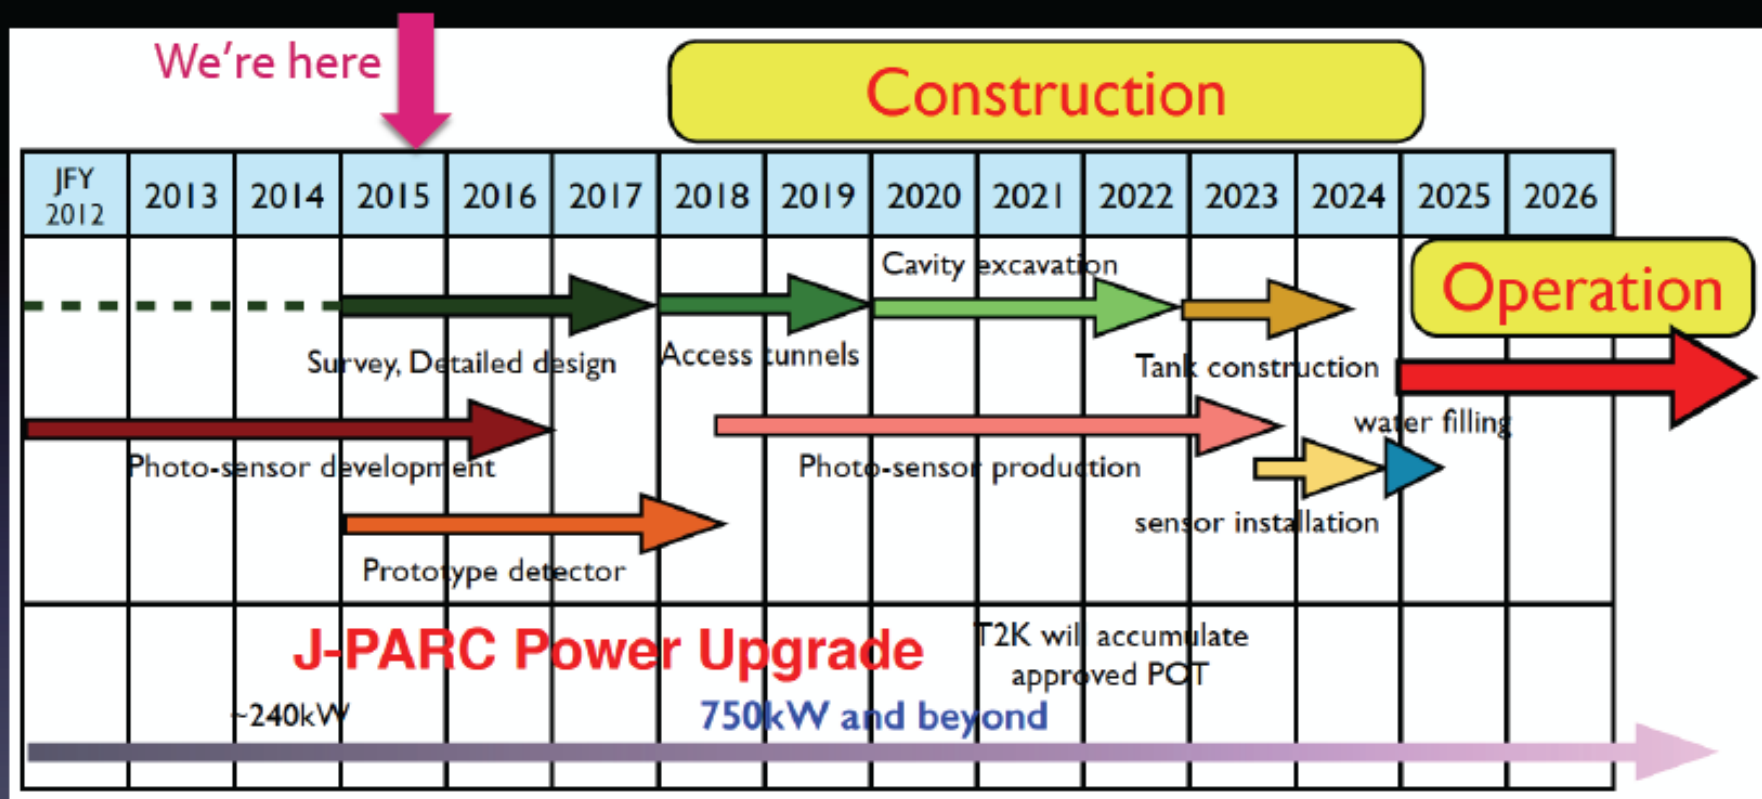 We're here
Construction
JFY
2012
2013
2014
2015
2016
2017
2018
2019
2020
2021
2022
2023
2024
2025
2026
Cavity excavation
Operation
Survey, Detailed design
Access tunnels
Tank construction
water filling
Photo-sensor development
Photo-sensor production
sensor installation
Prototype detector
J-PARC Power Upgrade
T2K will accumulate
approved POT
~240kW
750kW and beyond